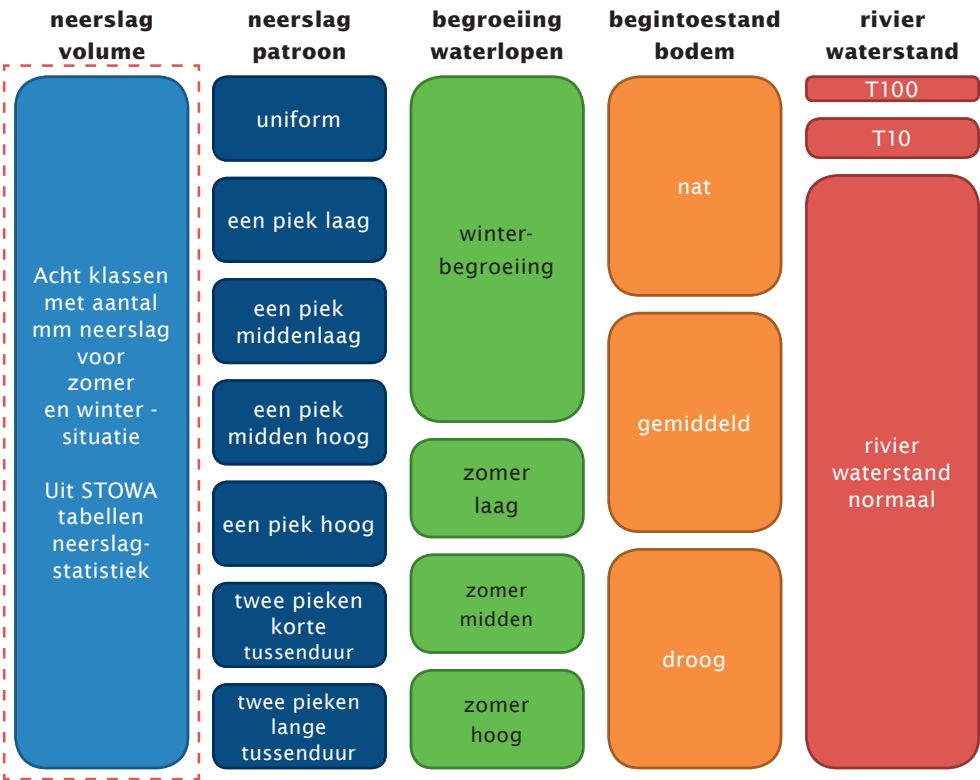 neerslag
volume
neerslag
patroon
begroeiing
waterlopen
begintoestand
bodem
rivier
waterstand
Acht klassen
met aantal
mm neerslag
voor
zomer
en winter -
situatie
Uit STOWA
tabellen
neerslag-
statistiek
uniform
een piek laag
een piek
middenlaag
een piek
midden hoog
een piek hoog
twee pieken
korte
tussenduur
twee pieken
lange
tussenduur
winter-
begroeiing
zomer
laag
zomer
midden
zomer
hoog
nat
gemiddeld
droog
T100
T10
rivier
waterstand
normaal